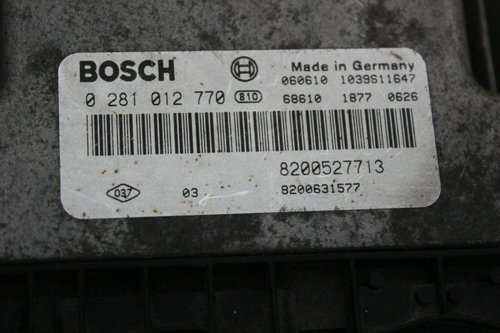 BOSCH Made in Germany
060610 1039S11647
0 281 012 770 810 68610 1877 0626
8200527713
037 03 8200631577